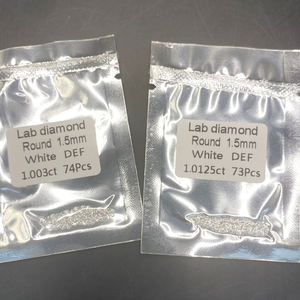 Lab diamond
Round 1.5mm
White DEF
1.003ct 74Pcs
Lab diamond
Round 1.5mm
White DEF
1.0125ct 73Pcs